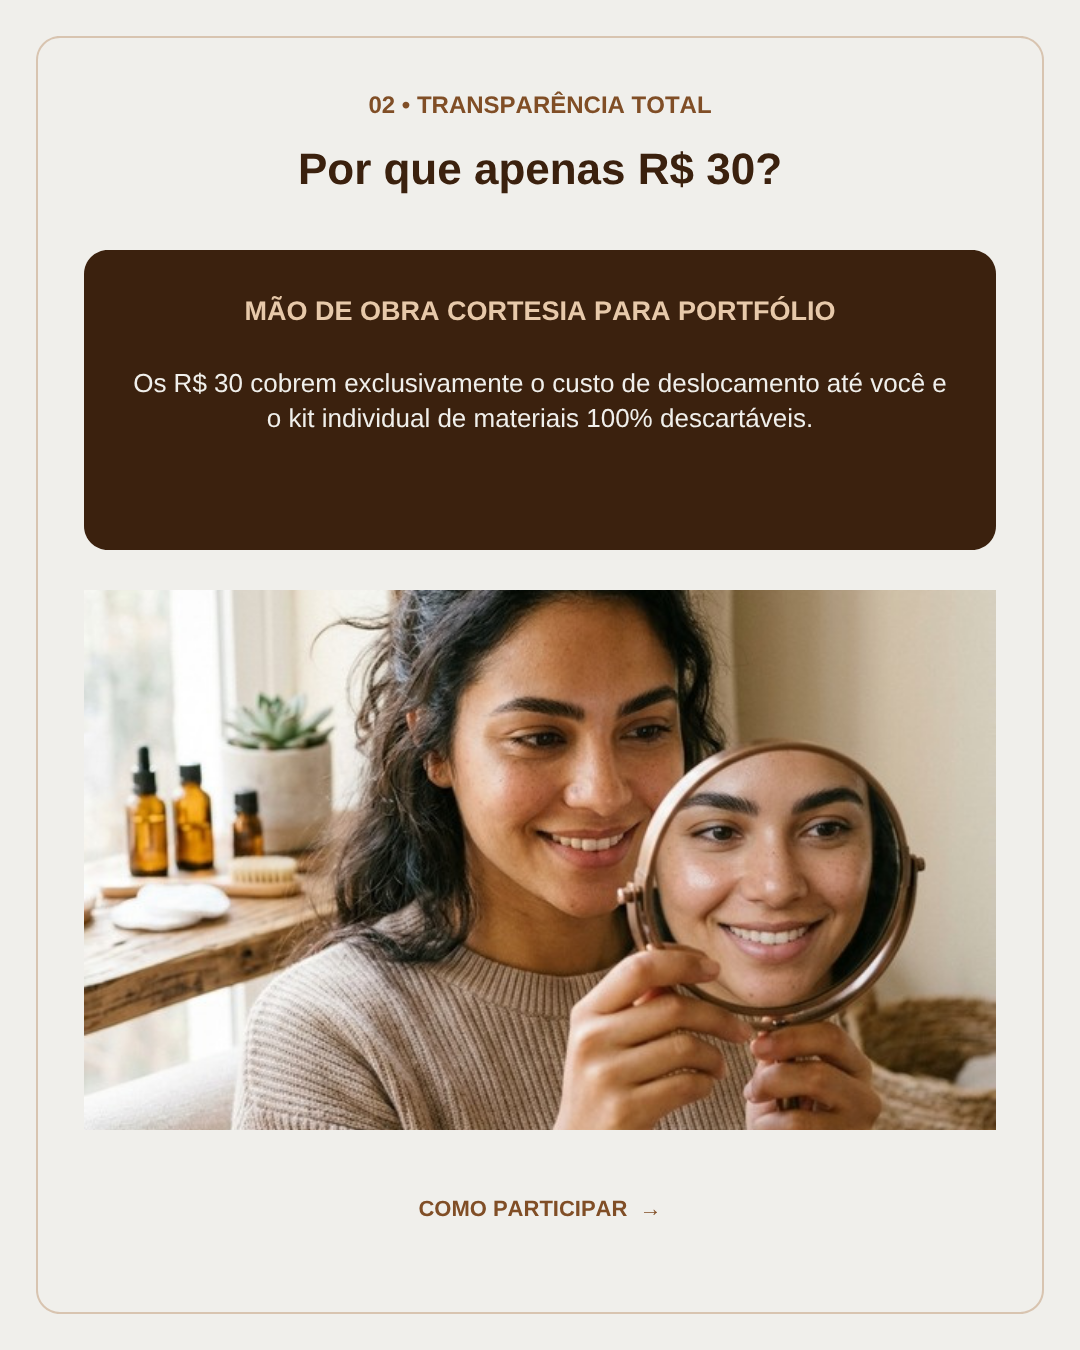 02 • TRANSPARÊNCIA TOTAL
Por que apenas R$ 30?
MÃO DE OBRA CORTESIA PARA PORTFÓLIO
Os R$ 30 cobrem exclusivamente o custo de deslocamento até você e
o kit individual de materiais 100% descartáveis.
COMO PARTICIPAR →